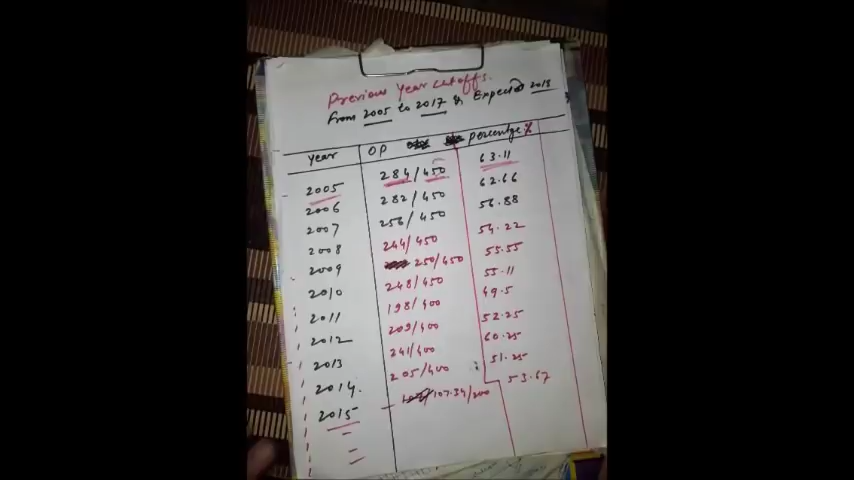 Previous Year cutoffs.
from 2005 to 2017 & Expected 2018
Year OP percentge %
2005 284/450 63.11
2006 282/450 62.66
2007 256/450 56.88
2008 244/450 54.22
2009 250/450 55.55
2010 248/450 55.11
2011 198/400 49.5
2012 209/400 52.25
2013 241/400 60.25
2014. 205/400 51.25
2015 107.34/200 53.67